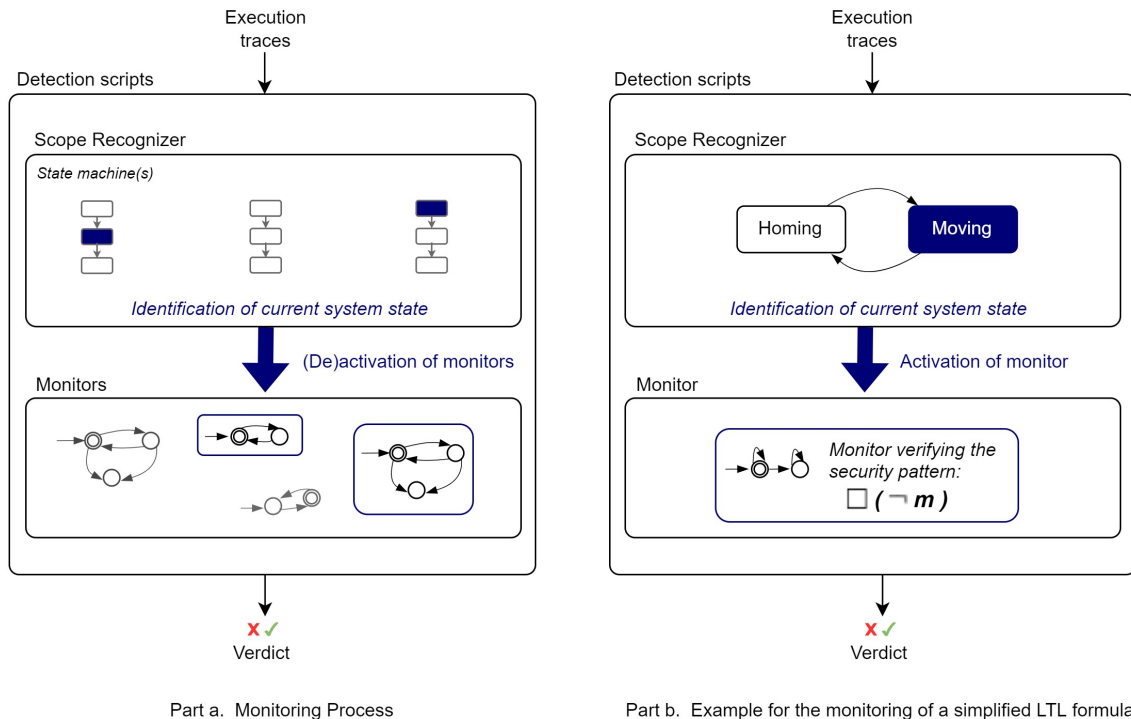 Execution
traces
Detection scripts
Scope Recognizer
State machine(s)
Identification of current system state
(De)activation of monitors
Monitors
x ✓
Verdict
Part a. Monitoring Process
Execution
traces
Detection scripts
Scope Recognizer
Homing
Moving
Identification of current system state
Activation of monitor
Monitor
Monitor verifying the
security pattern:
□ ( ¬ m )
x ✓
Verdict
Part b. Example for the monitoring of a simplified LTL formula